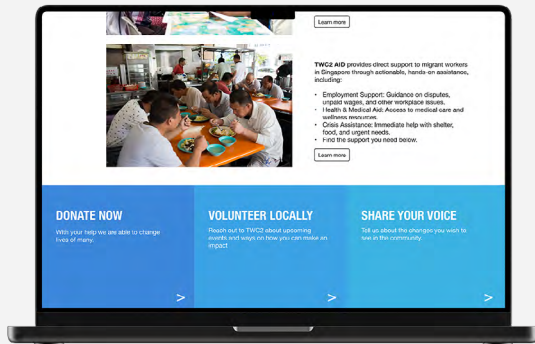 Learn more
TWC2 AID provides direct support to migrant workers
in Singapore through actionable, hands-on assistance,
including:
• Employment Support: Guidance on disputes,
unpaid wages, and other workplace issues.
• Health & Medical Aid: Access to medical care and
wellness resources.
• Crisis Assistance: Immediate help with shelter,
food, and urgent needs.
• Find the support you need below.
Learn more
DONATE NOW
With your help we are able to change
lives of many.
VOLUNTEER LOCALLY
Reach out to TWC2 about upcoming
events and ways on how you can make an
impact
SHARE YOUR VOICE
Tell us about the changes you wish to
see in the community.
> > >